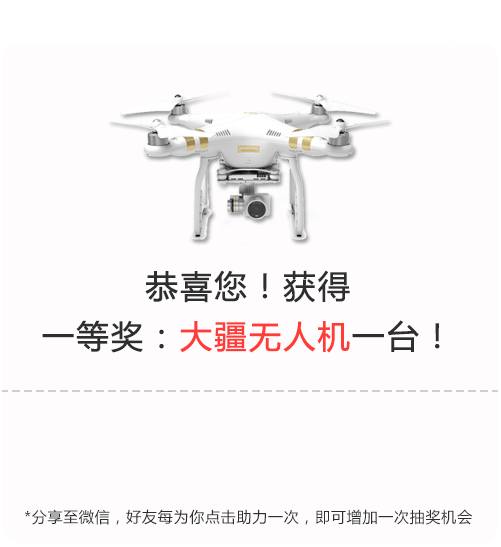 恭喜您！获得
一等奖：大疆无人机一台！
*分享至微信，好友每为你点击助力一次，即可增加一次抽奖机会